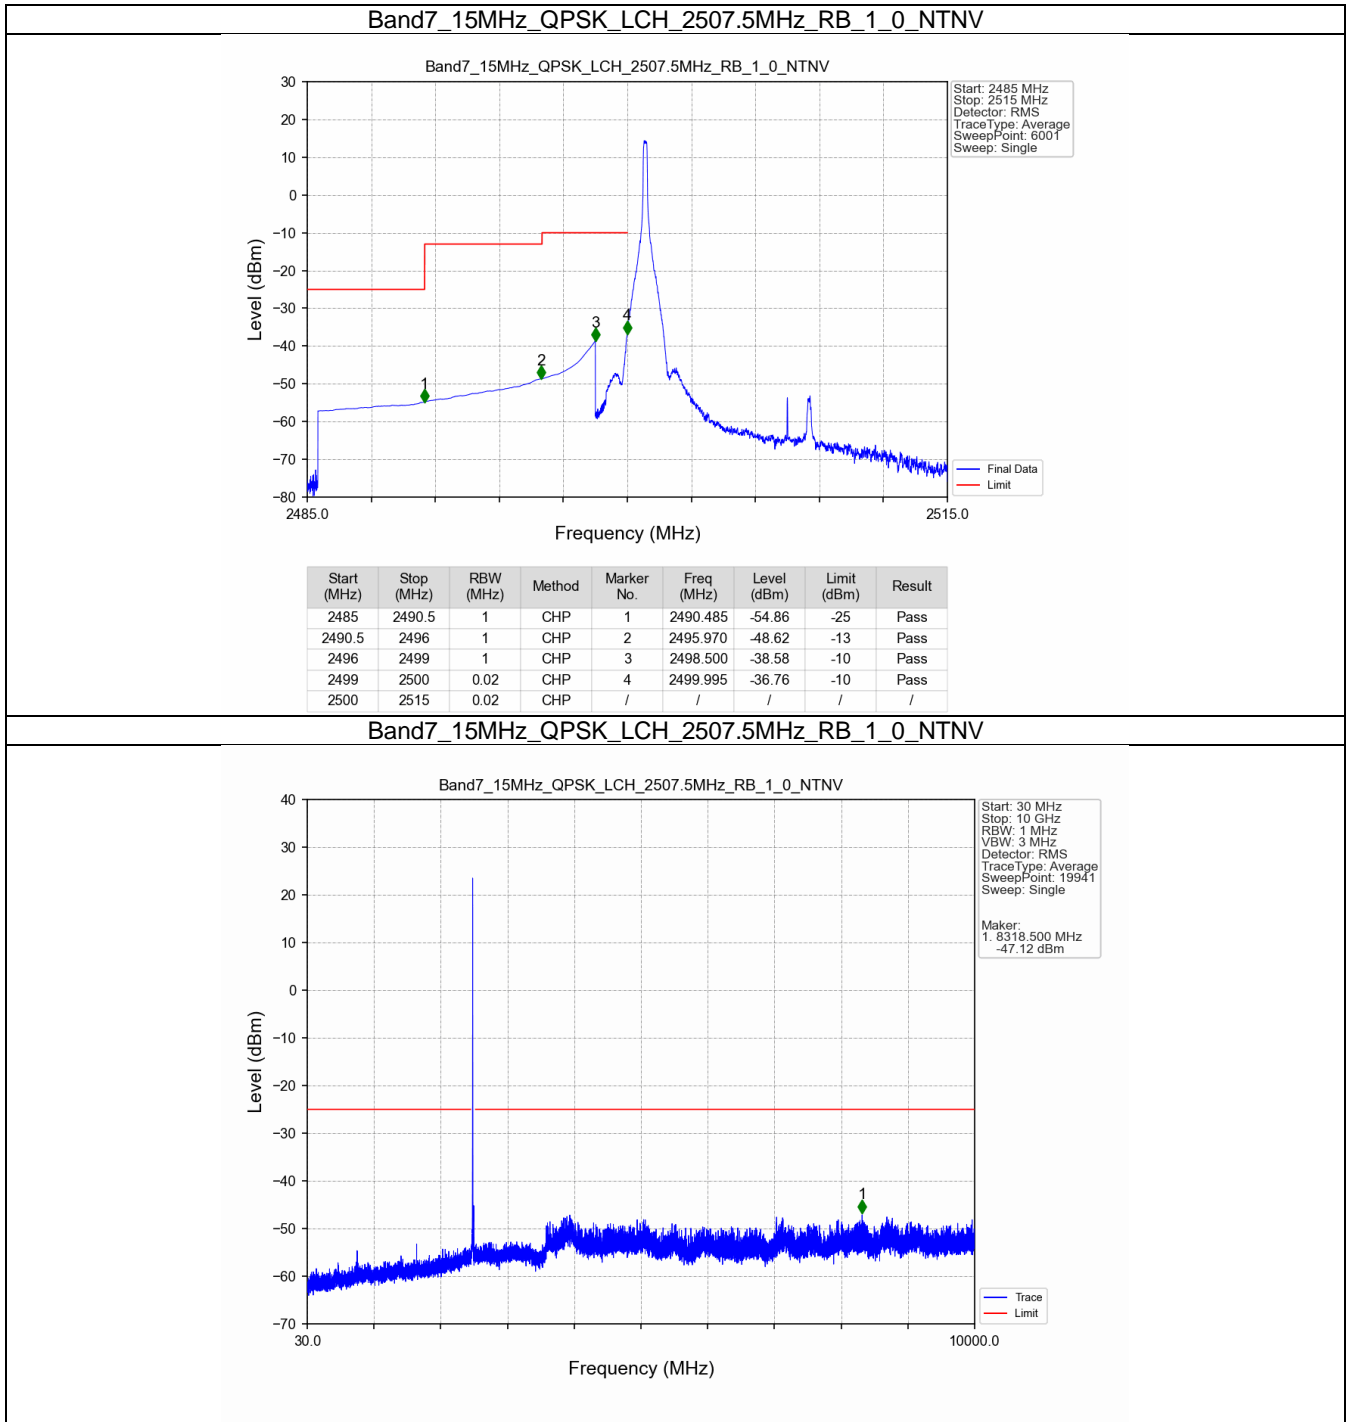 Band7_15MHz_QPSK_LCH_2507.5MHz_RB_1_0_NTNV
Band7_15MHz_QPSK_LCH_2507.5MHz_RB_1_0_NTNV
Start: 2485 MHz
Stop: 2515 MHz
Detector: RMS
TraceType: Average
SweepPoint: 6001
Sweep: Single
30
20
10
0
−10
−20
−30
−40
−50
−60
−70
−80
Level (dBm)
1
2
3
4
Final Data
Limit
2485.0
2515.0
Frequency (MHz)
Start (MHz) Stop (MHz) RBW (MHz) Method Marker No. Freq (MHz) Level (dBm) Limit (dBm) Result
2485 2490.5 1 CHP 1 2490.485 -54.86 -25 Pass
2490.5 2496 1 CHP 2 2495.970 -48.62 -13 Pass
2496 2499 1 CHP 3 2498.500 -38.58 -10 Pass
2499 2500 0.02 CHP 4 2499.995 -36.76 -10 Pass
2500 2515 0.02 CHP / / / / /
Band7_15MHz_QPSK_LCH_2507.5MHz_RB_1_0_NTNV
Band7_15MHz_QPSK_LCH_2507.5MHz_RB_1_0_NTNV
Start: 30 MHz
Stop: 10 GHz
RBW: 1 MHz
VBW: 3 MHz
Detector: RMS
TraceType: Average
SweepPoint: 19941
Sweep: Single
Maker:
1. 8318.500 MHz
-47.12 dBm
40
30
20
10
0
−10
−20
−30
−40
−50
−60
−70
Level (dBm)
1
Trace
Limit
30.0
10000.0
Frequency (MHz)